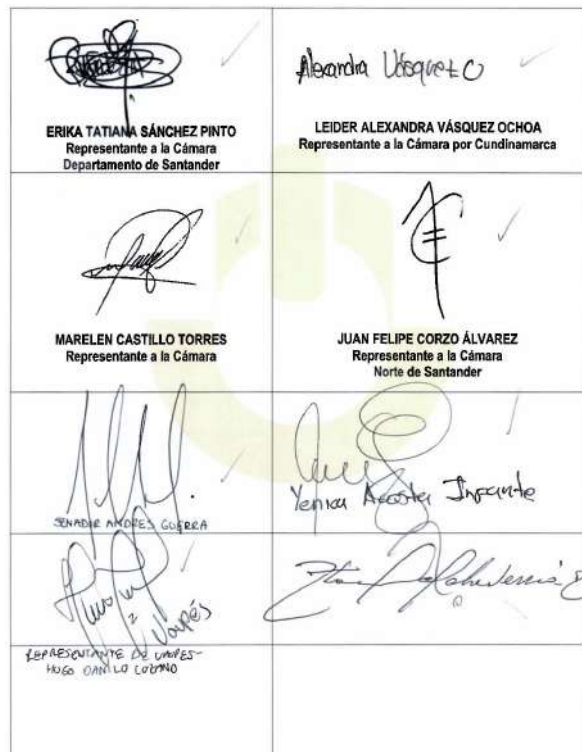 Alexandra Vásquez O
ERIKA TATIANA SÁNCHEZ PINTO
Representante a la Cámara
Departamento de Santander
LEIDER ALEXANDRA VÁSQUEZ OCHOA
Representante a la Cámara por Cundinamarca
MARELEN CASTILLO TORRES
Representante a la Cámara
JUAN FELIPE CORZO ÁLVAREZ
Representante a la Cámara
Norte de Santander
SENADOR ANDRES GUERRA
Yenica Acosta Infante
Vaupés
REPRESENTANTE DE VAUPES-
HUGO DANILO LOZANO